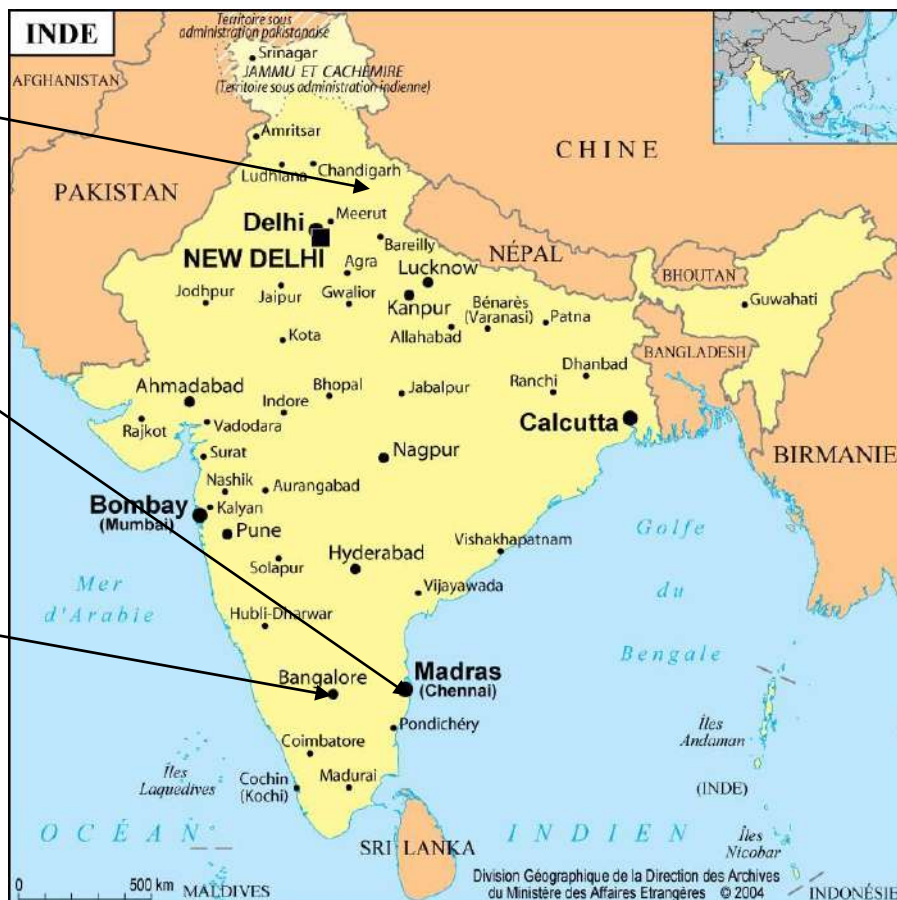 INDE
Territoire sous
administration pakistanaise
Srinagar
JAMMU ET CACHEMIRE
(Territoire sous administration indienne)
AFGHANISTAN
CHINE
PAKISTAN
Amritsar
Ludhiana
Chandigarh
Delhi
Meerut
NEW DELHI
Bareilly
NÉPAL
BHOUTAN
Agra
Lucknow
Jodhpur
Jaipur
Gwalior
Kanpur
Bénarès
(Varanasi)
Patna
Guwahati
Kota
Allahabad
BANGLADESH
Dhanbad
Ranchi
Ahmadabad
Bhopal
Jabalpur
Indore
Rajkot
Vadodara
Calcutta
BIRMANIE
Surat
Nagpur
Nashik
Aurangabad
Bombay
(Mumbai)
Kalyan
Pune
Golfe
du
Bengale
Vishakhapatnam
Solapur
Hyderabad
Mer
d'Arabie
Vijayawada
Hubli-Dharwar
Bangalore
Madras
(Chennai)
Pondichéry
Îles
Andaman
(INDE)
Coimbatore
Îles
Laquedives
Cochin
(Kochi)
Madurai
OCÉAN
INDIEN
SRI LANKA
Îles
Nicobar
0
500 km
MALDIVES
Division Géographique de la Direction des Archives
du Ministère des Affaires Etrangères © 2004
INDONÉSIE